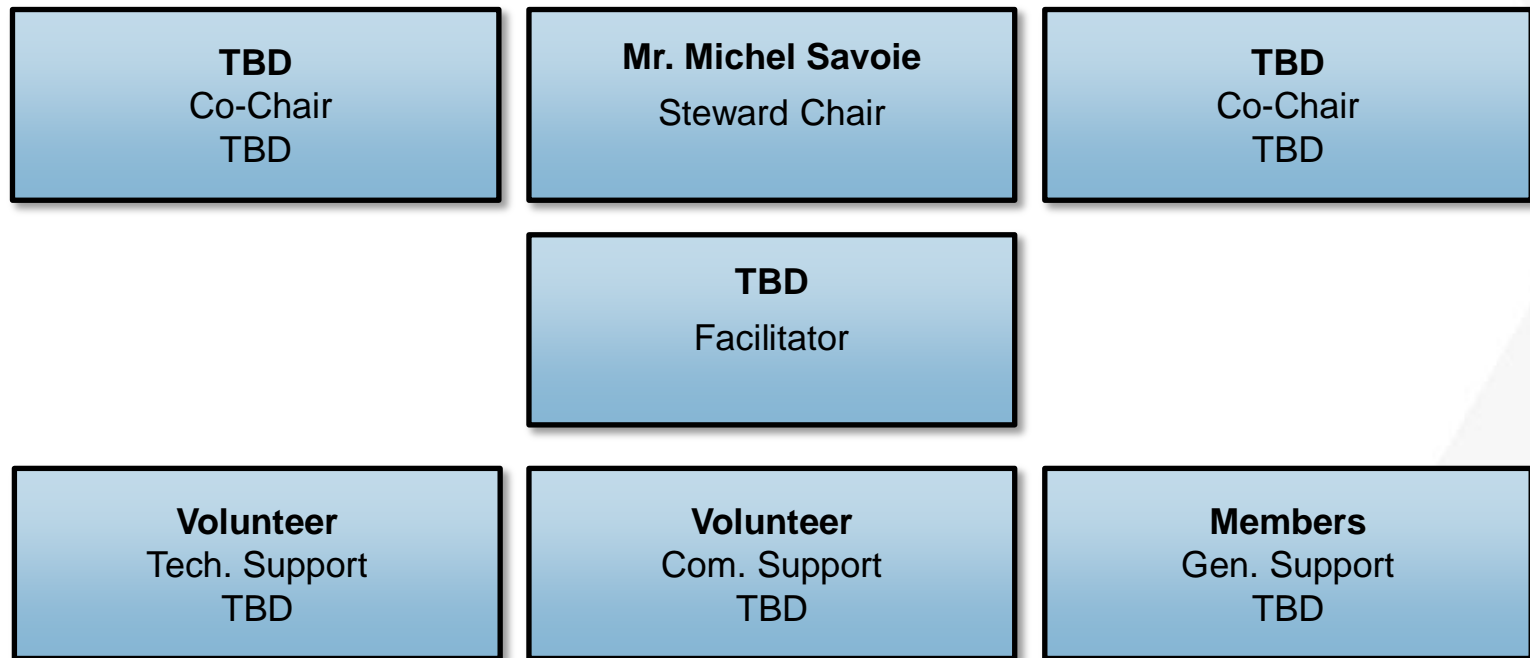 TBD
Co-Chair
TBD
Mr. Michel Savoie
Steward Chair
TBD
Co-Chair
TBD
TBD
Facilitator
Volunteer
Tech. Support
TBD
Volunteer
Com. Support
TBD
Members
Gen. Support
TBD